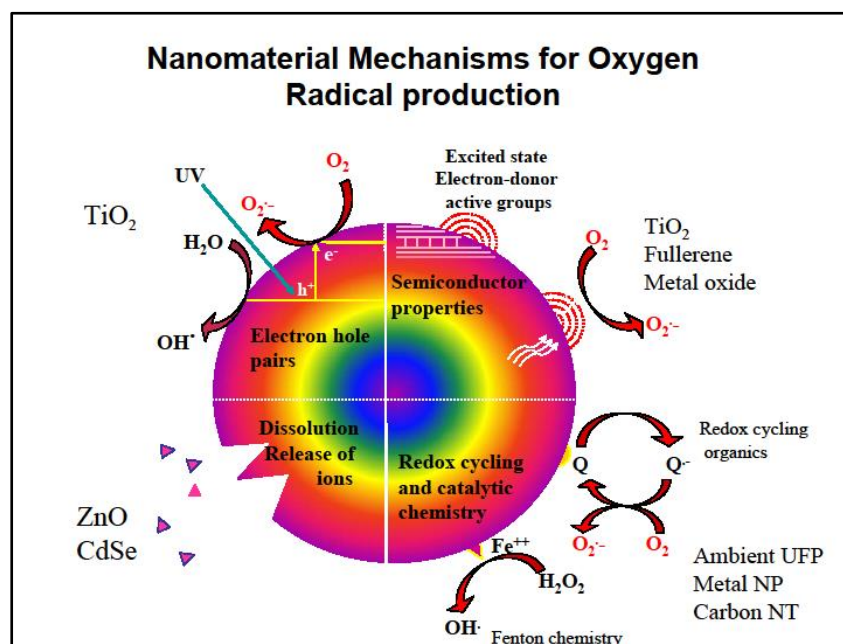 Nanomaterial Mechanisms for Oxygen
Radical production
UV
O₂
O₂·−
TiO₂
H₂O
e⁻
h⁺
OH•
Electron hole
pairs
Excited state
Electron-donor
active groups
Semiconductor
properties
O₂
O₂·−
TiO₂
Fullerene
Metal oxide
Dissolution
Release of
ions
ZnO
CdSe
Redox cycling
and catalytic
chemistry
Q
Q·-
Redox cycling
organics
O₂·−
O₂
Fe⁺⁺
H₂O₂
OH·
Fenton chemistry
Ambient UFP
Metal NP
Carbon NT